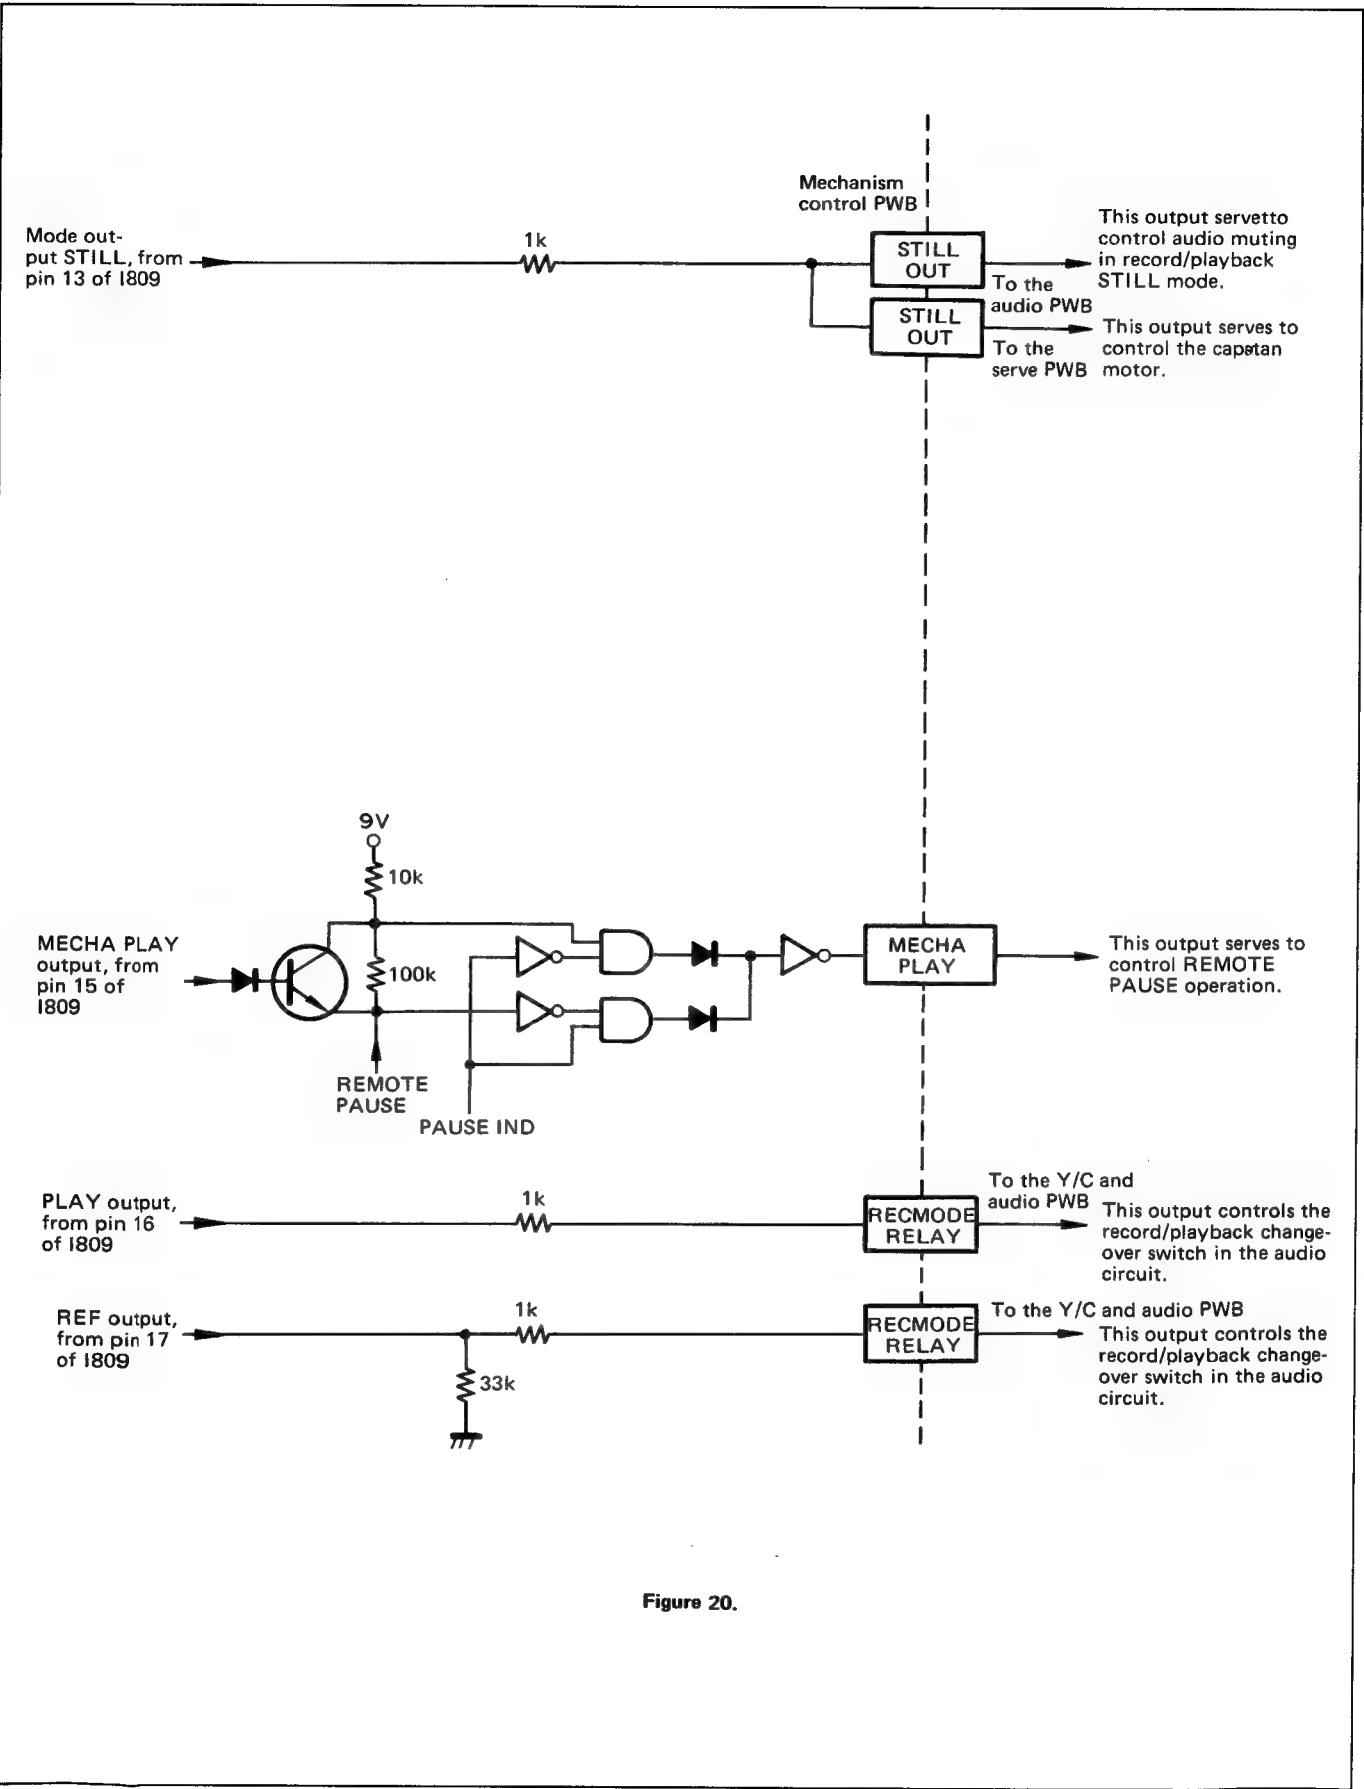 Mechanism
control PWB
Mode out-
put STILL, from
pin 13 of I809
1k
STILL
OUT
To the
audio PWB
This output servetto
control audio muting
in record/playback
STILL mode.
STILL
OUT
To the
serve PWB
This output serves to
control the capstan
motor.
9V
10k
MECHA PLAY
output, from
pin 15 of
I809
100k
REMOTE
PAUSE
PAUSE IND
MECHA
PLAY
This output serves to
control REMOTE
PAUSE operation.
PLAY output,
from pin 16
of I809
1k
RECMODE
RELAY
To the Y/C and
audio PWB
This output controls the
record/playback change-
over switch in the audio
circuit.
REF output,
from pin 17
of I809
1k
33k
RECMODE
RELAY
To the Y/C and audio PWB
This output controls the
record/playback change-
over switch in the audio
circuit.
Figure 20.